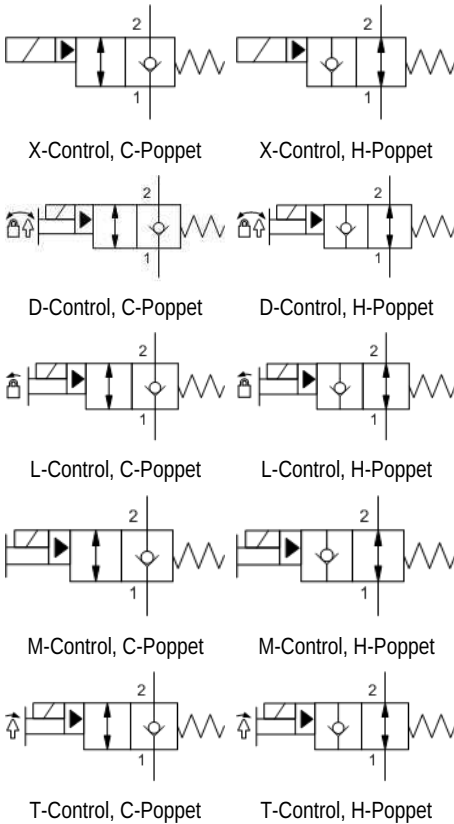 2 2
1 1
X-Control, C-Poppet X-Control, H-Poppet
2 2
1 1
D-Control, C-Poppet D-Control, H-Poppet
2 2
1 1
L-Control, C-Poppet L-Control, H-Poppet
2 2
1 1
M-Control, C-Poppet M-Control, H-Poppet
2 2
1 1
T-Control, C-Poppet T-Control, H-Poppet